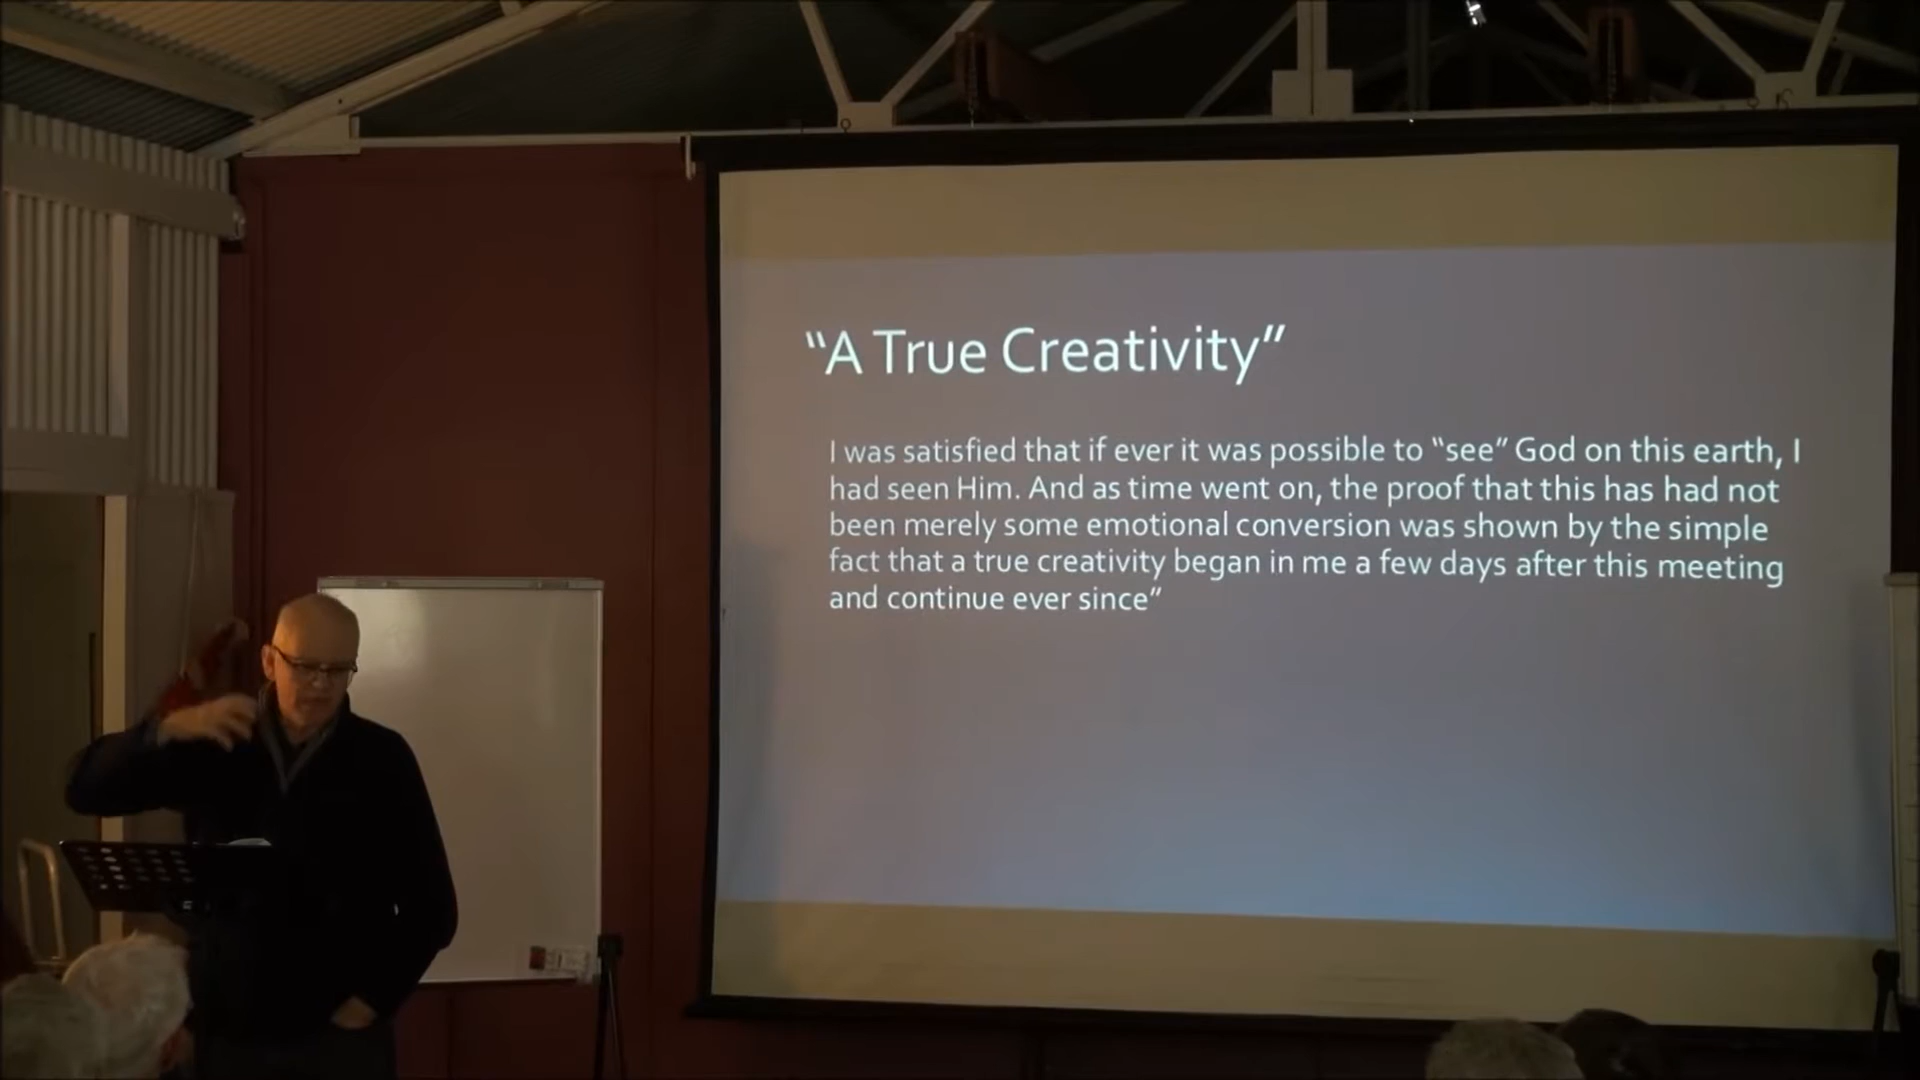 “A True Creativity”
I was satisfied that if ever it was possible to “see” God on this earth, I
had seen Him. And as time went on, the proof that this has had not
been merely some emotional conversion was shown by the simple
fact that a true creativity began in me a few days after this meeting
and continue ever since”